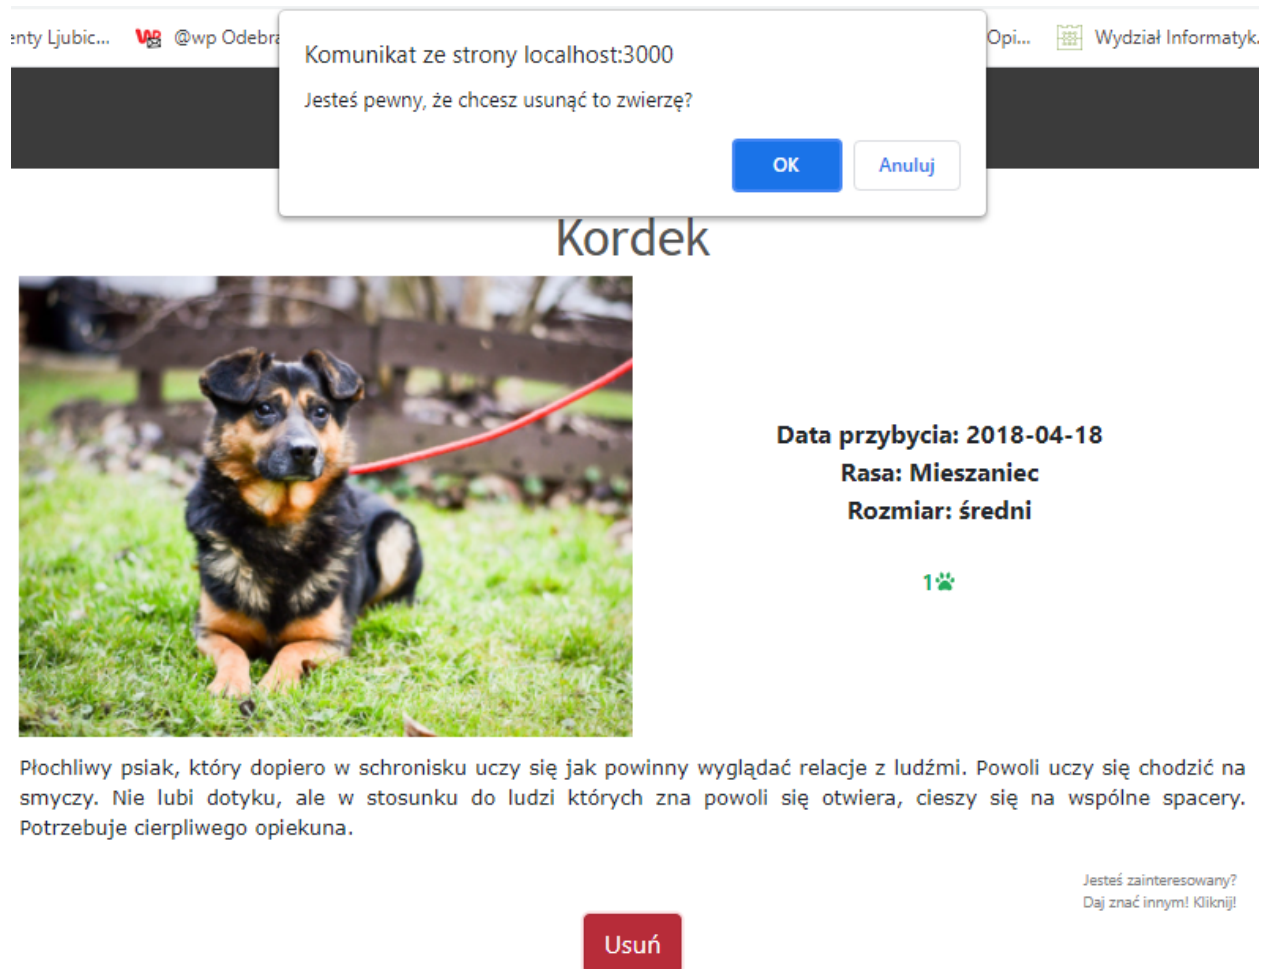 enty Ljubic... @wp Odebra Opi... Wydział Informatyk.
Komunikat ze strony localhost:3000
Jesteś pewny, że chcesz usunąć to zwierzę?
OK Anuluj
Kordek
Data przybycia: 2018-04-18
Rasa: Mieszaniec
Rozmiar: średni
1
Płochliwy psiak, który dopiero w schronisku uczy się jak powinny wyglądać relacje z ludźmi. Powoli uczy się chodzić na
smyczy. Nie lubi dotyku, ale w stosunku do ludzi których zna powoli się otwiera, cieszy się na wspólne spacery.
Potrzebuje cierpliwego opiekuna.
Jesteś zainteresowany?
Daj znać innym! Kliknij!
Usuń